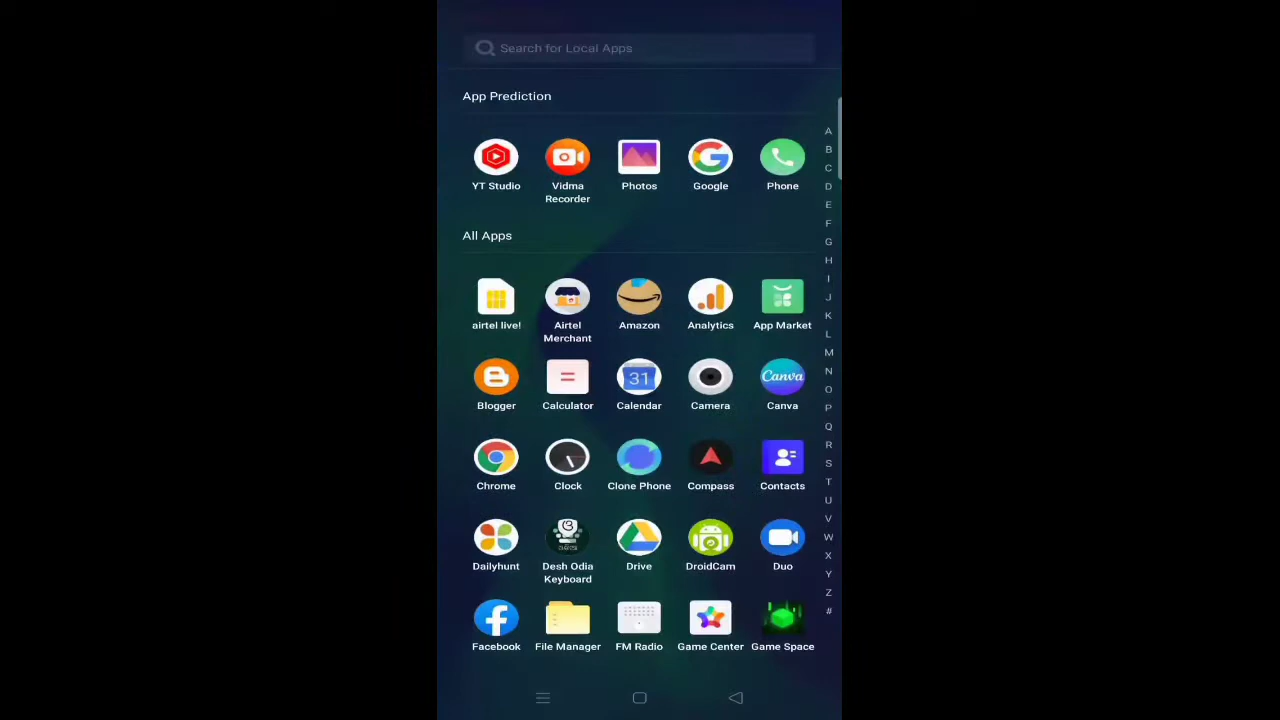 Search for Local Apps
App Prediction
YT Studio
Vidma
Recorder
Photos
Google
Phone
All Apps
airtel live!
Airtel
Merchant
Amazon
Analytics
App Market
Blogger
Calculator
31
Calendar
Camera
Canva
Canva
Chrome
Clock
Clone Phone
Compass
Contacts
Dailyhunt
Desh Odia
Keyboard
Drive
DroidCam
Duo
Facebook
File Manager
FM Radio
Game Center
Game Space
A
B
C
D
E
F
G
H
I
J
K
L
M
N
O
P
Q
R
S
T
U
V
W
X
Y
Z
#